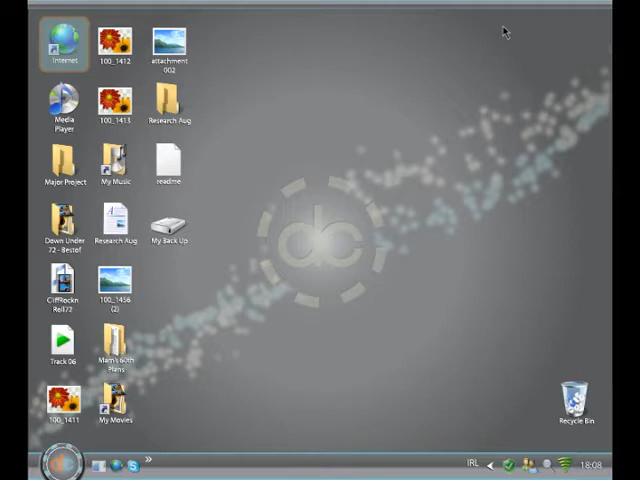 Internet
100_1412
attachment
002
Media
Player
100_1413
Research Aug
Major Project
My Music
readme
Down Under
72 - Bestof
Research Aug
My Back Up
CliffRockn
Roll72
100_1456
(2)
Track 06
Mam's 60th
Plans
100_1411
My Movies
Recycle Bin
dc
dc
IRL
18:08